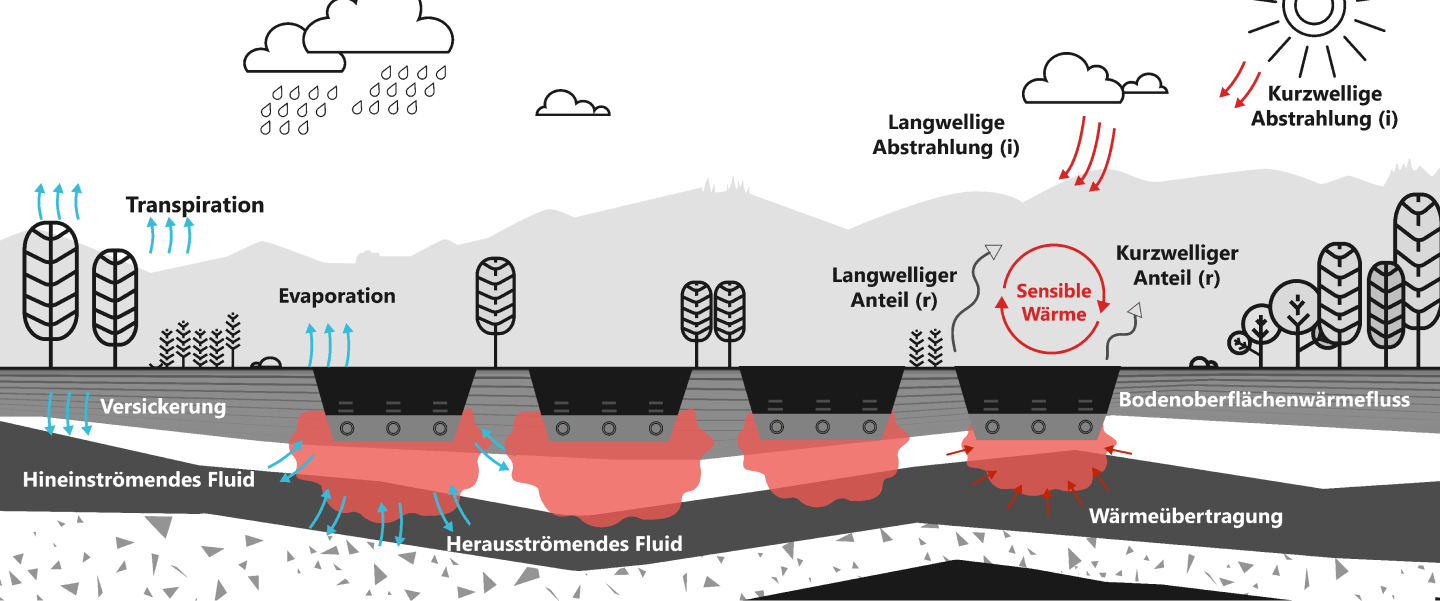 Kurzwellige
Abstrahlung (i)
Langwellige
Abstrahlung (i)
Transpiration
Evaporation
Langwelliger
Anteil (r)
Sensible
Wärme
Kurzwelliger
Anteil (r)
Versickerung
Bodenoberflächenwärmefluss
Hineinströmendes Fluid
Herausströmendes Fluid
Wärmeübertragung